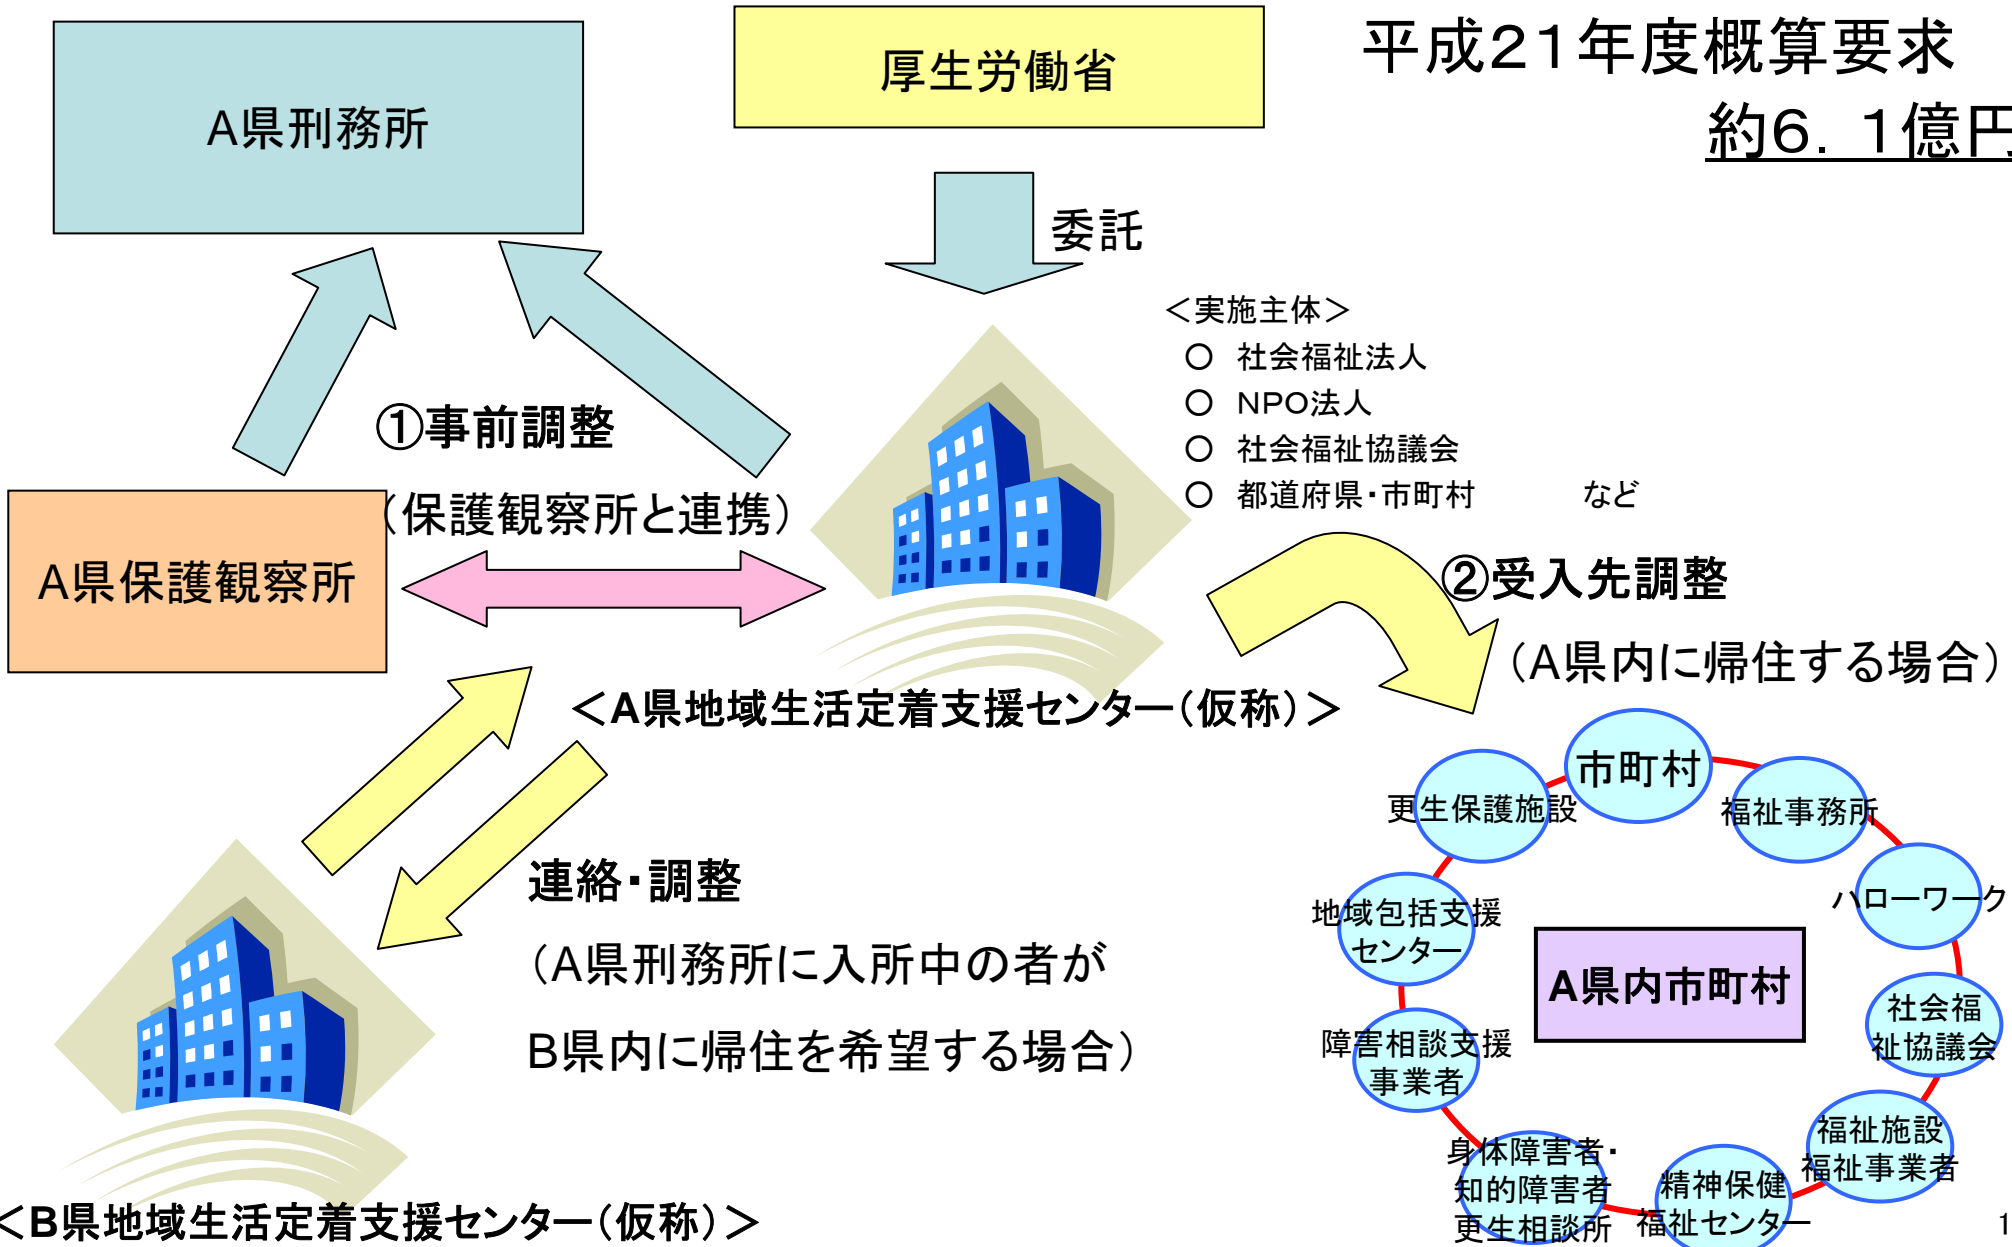 平成21年度概算要求
約6.1億円
厚生労働省
A県刑務所
委託
＜実施主体＞
○ 社会福祉法人
○ NPO法人
○ 社会福祉協議会
○ 都道府県・市町村 など
①事前調整
（保護観察所と連携）
A県保護観察所
②受入先調整
（A県内に帰住する場合）
＜A県地域生活定着支援センター（仮称）＞
連絡・調整
（A県刑務所に入所中の者が
B県内に帰住を希望する場合）
＜B県地域生活定着支援センター（仮称）＞
市町村
更生保護施設
福祉事務所
ハローワーク
地域包括支援
センター
A県内市町村
社会福
祉協議会
障害相談支援
事業者
福祉施設
福祉事業者
身体障害者・
知的障害者
更生相談所
精神保健
福祉センター
1